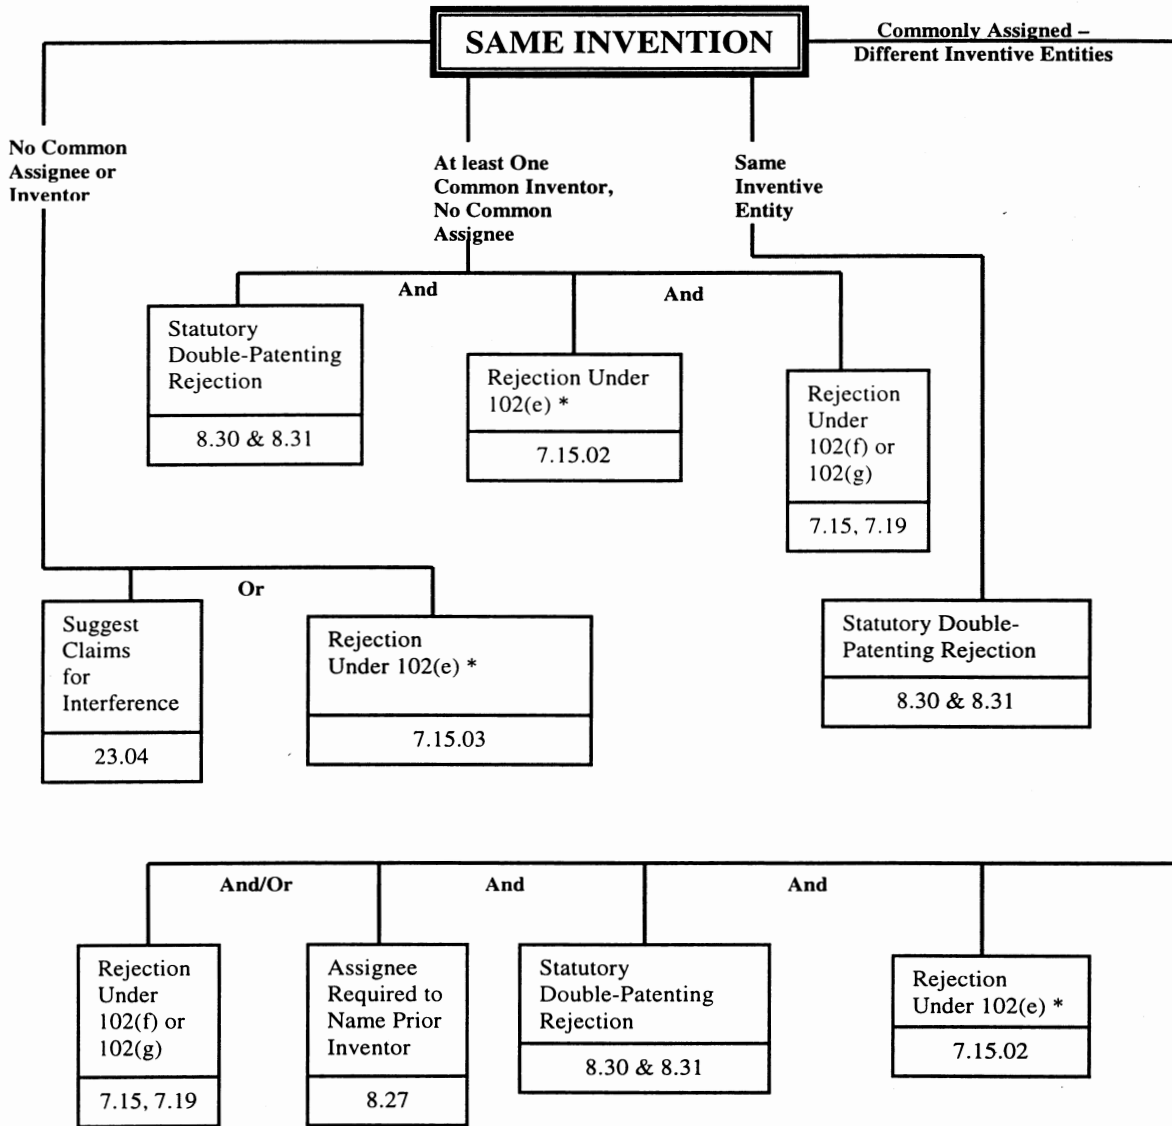 SAME INVENTION
Commonly Assigned –
Different Inventive Entities
No Common
Assignee or
Inventor
At least One
Common Inventor,
No Common
Assignee
Same
Inventive
Entity
And
And
Statutory
Double-Patenting
Rejection
8.30 & 8.31
Rejection Under
102(e) *
7.15.02
Rejection
Under
102(f) or
102(g)
7.15, 7.19
Or
Suggest
Claims
for
Interference
23.04
Rejection
Under 102(e) *
7.15.03
Statutory Double-
Patenting Rejection
8.30 & 8.31
And/Or
And
And
Rejection
Under
102(f) or
102(g)
7.15, 7.19
Assignee
Required to
Name Prior
Inventor
8.27
Statutory
Double-Patenting
Rejection
8.30 & 8.31
Rejection
Under 102(e) *
7.15.02